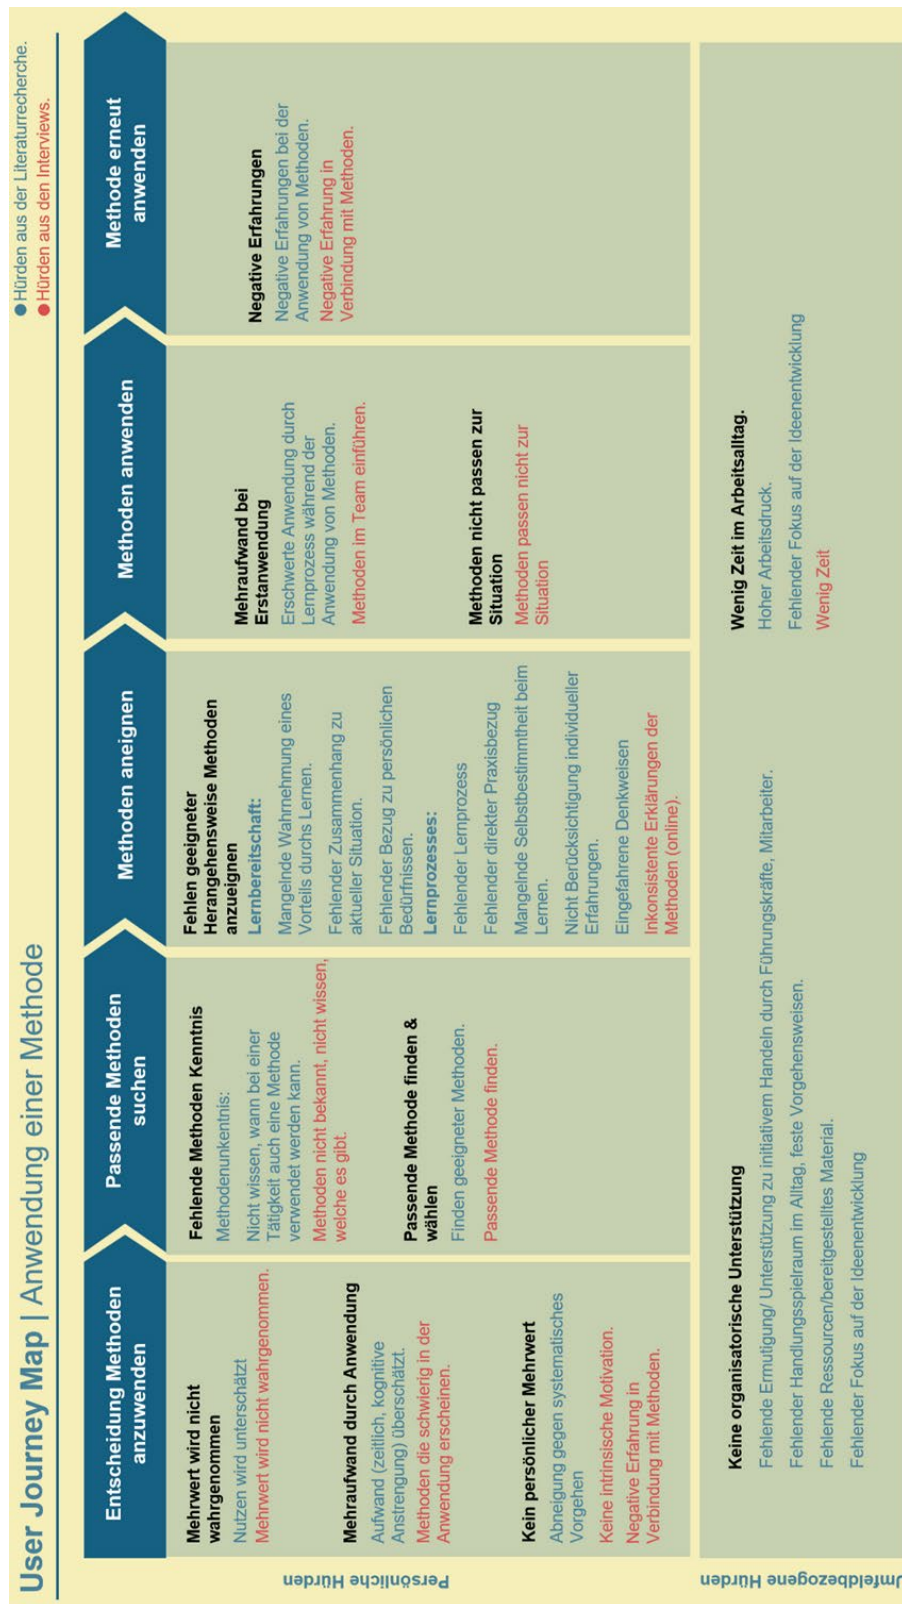 User Journey Map | Anwendung einer Methode
Hürden aus der Literaturrecherche.
Hürden aus den Interviews.
Entscheidung Methoden
anzuwenden
Passende Methoden
suchen
Methoden aneignen
Methoden anwenden
Methode erneut
anwenden
Persönliche Hürden
Mehrwert wird nicht
wahrgenommen
Nutzen wird unterschätzt
Mehrwert wird nicht wahrgenommen.
Mehraufwand durch Anwendung
Aufwand (zeitlich, kognitive
Anstrengung) überschätzt.
Methoden die schwierig in der
Anwendung erscheinen.
Kein persönlicher Mehrwert
Abneigung gegen systematisches
Vorgehen
Keine intrinsische Motivation.
Negative Erfahrung in
Verbindung mit Methoden.
Fehlende Methoden Kenntnis
Methodenunkentnis:
Nicht wissen, wann bei einer
Tätigkeit auch eine Methode
verwendet werden kann.
Methoden nicht bekannt, nicht wissen,
welche es gibt.
Passende Methode finden &
wählen
Finden geeigneter Methoden.
Passende Methode finden.
Fehlen geeigneter
Herangehensweise Methoden
anzueignen
Lernbereitschaft:
Mangelnde Wahrnehmung eines
Vorteils durchs Lernen.
Fehlender Zusammenhang zu
aktueller Situation.
Fehlender Bezug zu persönlichen
Bedürfnissen.
Lernprozesses:
Fehlender Lernprozess
Fehlender direkter Praxisbezug
Mangelnde Selbstbestimmtheit beim
Lernen.
Nicht Berücksichtigung individueller
Erfahrungen.
Eingefahrene Denkweisen
Inkonsistente Erklärungen der
Methoden (online).
Mehraufwand bei
Erstanwendung
Erschwerte Anwendung durch
Lernprozess während der
Anwendung von Methoden.
Methoden im Team einführen.
Methoden nicht passen zur
Situation
Methoden passen nicht zur
Situation
Negative Erfahrungen
Negative Erfahrungen bei der
Anwendung von Methoden.
Negative Erfahrung in
Verbindung mit Methoden.
Umfeldbezogene Hürden
Keine organisatorische Unterstützung
Fehlende Ermutigung/ Unterstützung zu initiativem Handeln durch Führungskräfte, Mitarbeiter.
Fehlender Handlungsspielraum im Alltag, feste Vorgehensweisen.
Fehlende Ressourcen/bereitgestelltes Material.
Fehlender Fokus auf der Ideenentwicklung
Wenig Zeit im Arbeitsalltag.
Hoher Arbeitsdruck.
Fehlender Fokus auf der Ideenentwicklung
Wenig Zeit